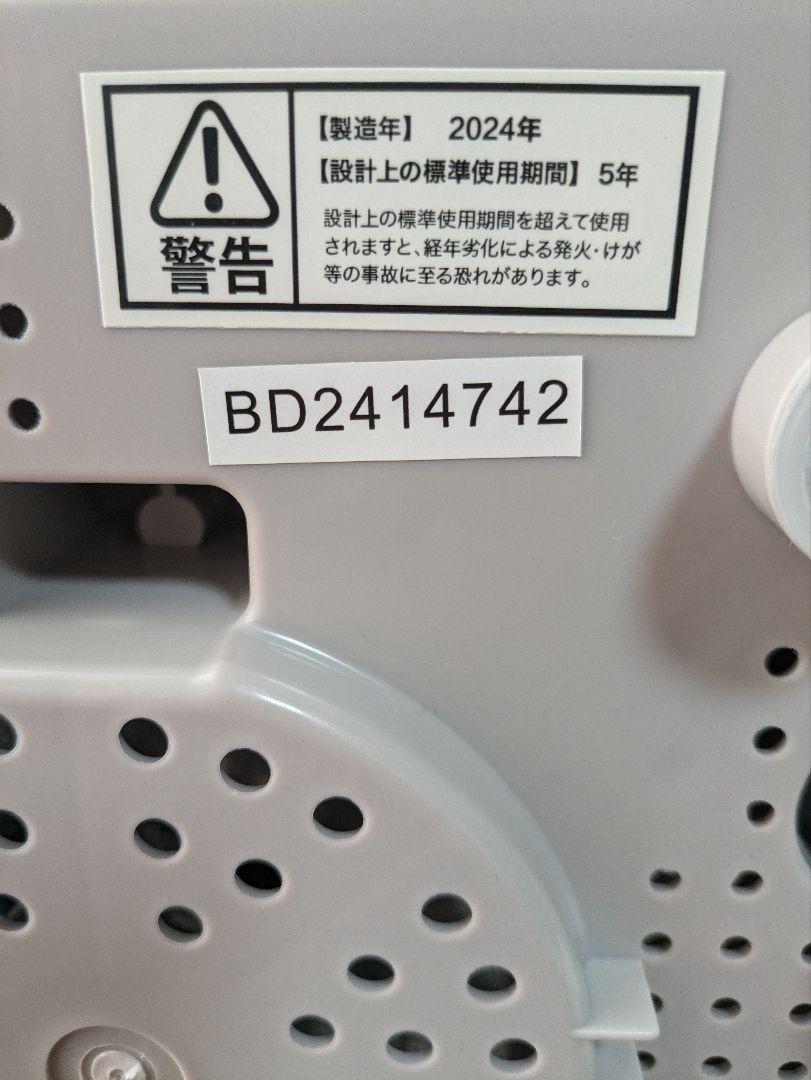 警告
【製造年】 2024年
【設計上の標準使用期間】 5年
設計上の標準使用期間を超えて使用
されますと、経年劣化による発火・けが
等の事故に至る恐れがあります。
BD2414742